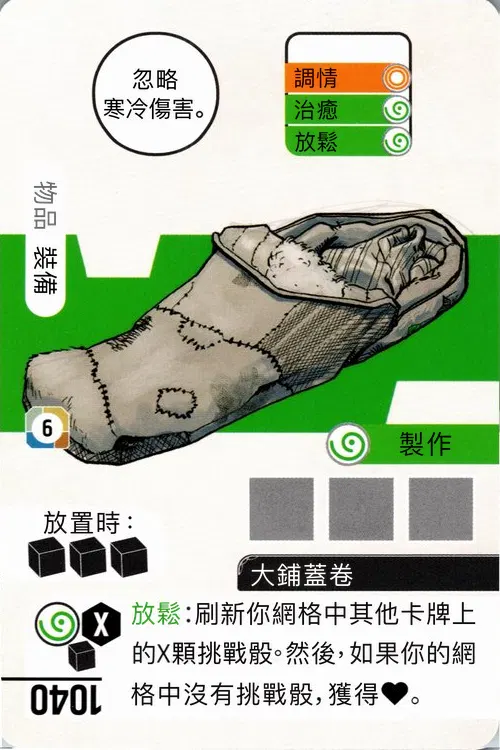 忽略
寒冷傷害。
調情
治癒
放鬆
物品 裝備
6
製作
放置時：
大鋪蓋卷
X
放鬆：刷新你網格中其他卡牌上
的X顆挑戰骰。然後，如果你的網
格中沒有挑戰骰，獲得♥。
1040